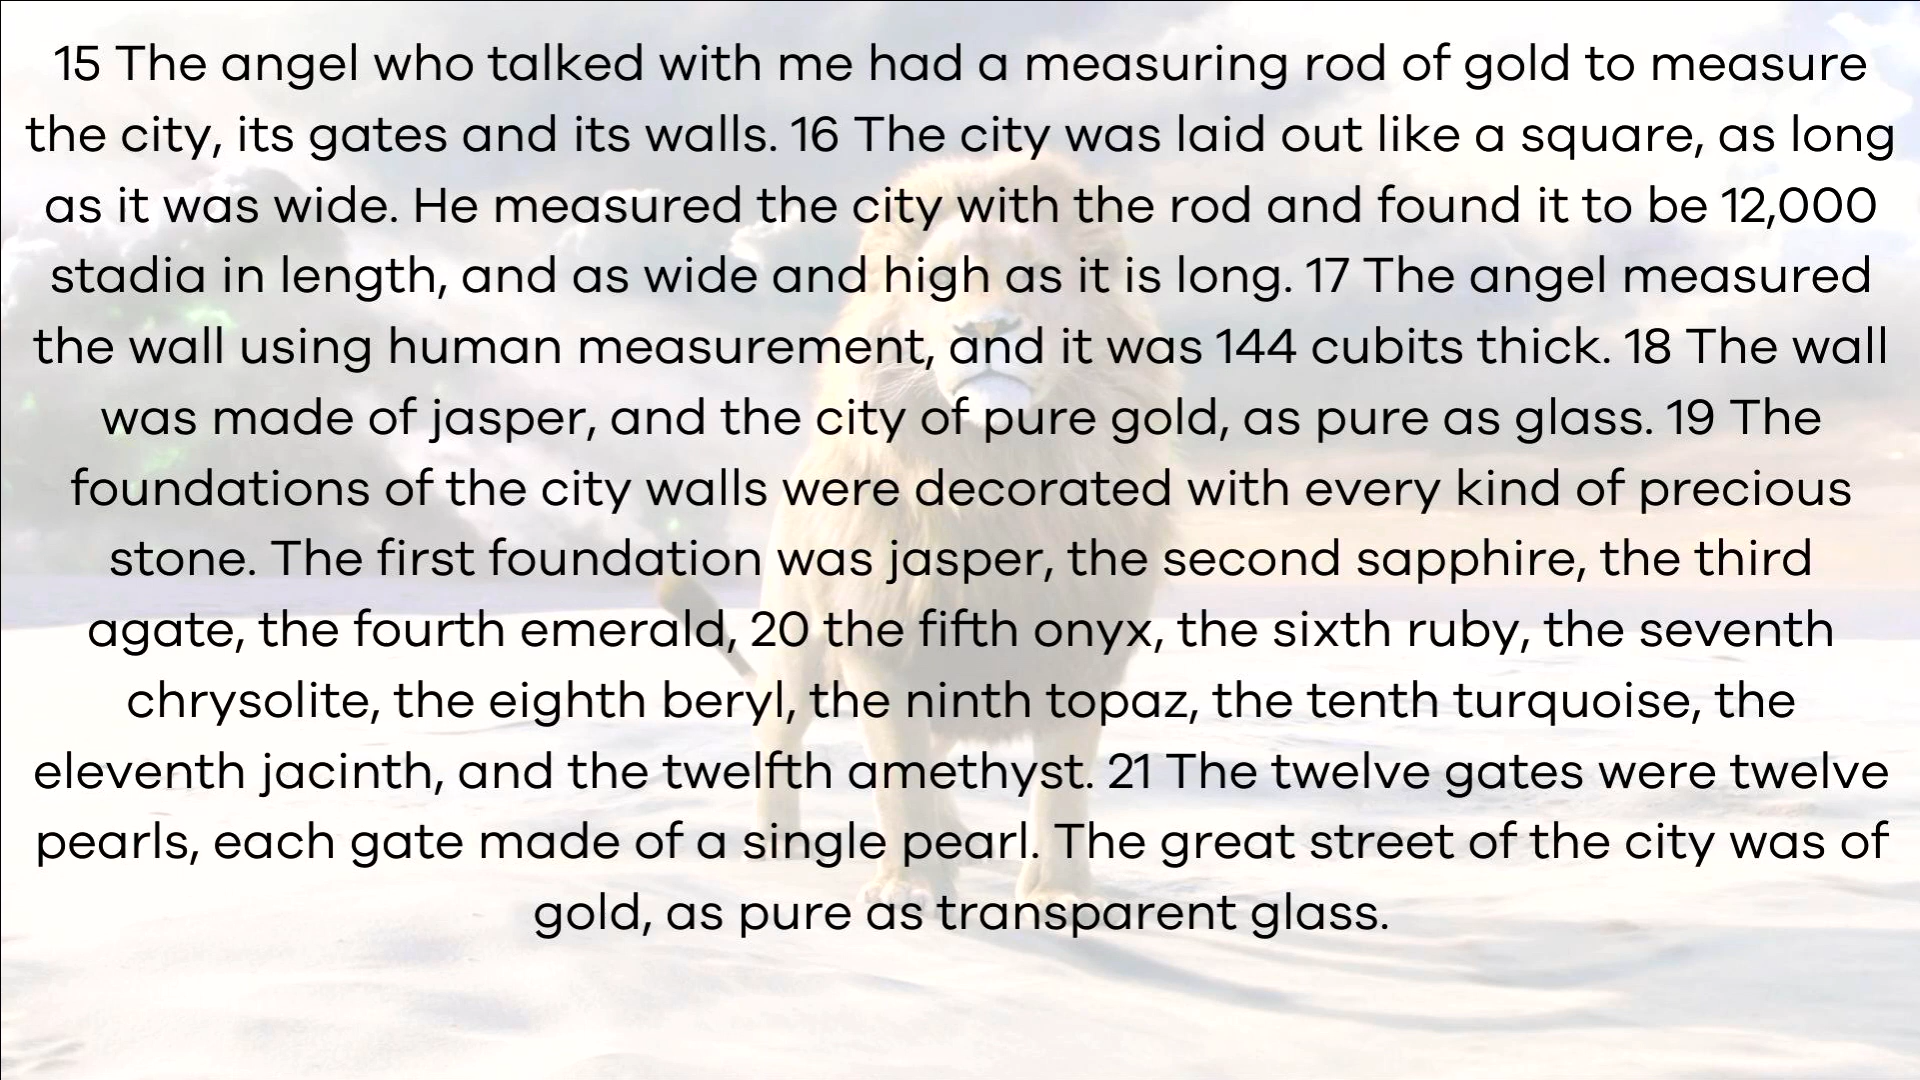 15 The angel who talked with me had a measuring rod of gold to measure
the city, its gates and its walls. 16 The city was laid out like a square, as long
as it was wide. He measured the city with the rod and found it to be 12,000
stadia in length, and as wide and high as it is long. 17 The angel measured
the wall using human measurement, and it was 144 cubits thick. 18 The wall
was made of jasper, and the city of pure gold, as pure as glass. 19 The
foundations of the city walls were decorated with every kind of precious
stone. The first foundation was jasper, the second sapphire, the third
agate, the fourth emerald, 20 the fifth onyx, the sixth ruby, the seventh
chrysolite, the eighth beryl, the ninth topaz, the tenth turquoise, the
eleventh jacinth, and the twelfth amethyst. 21 The twelve gates were twelve
pearls, each gate made of a single pearl. The great street of the city was of
gold, as pure as transparent glass.